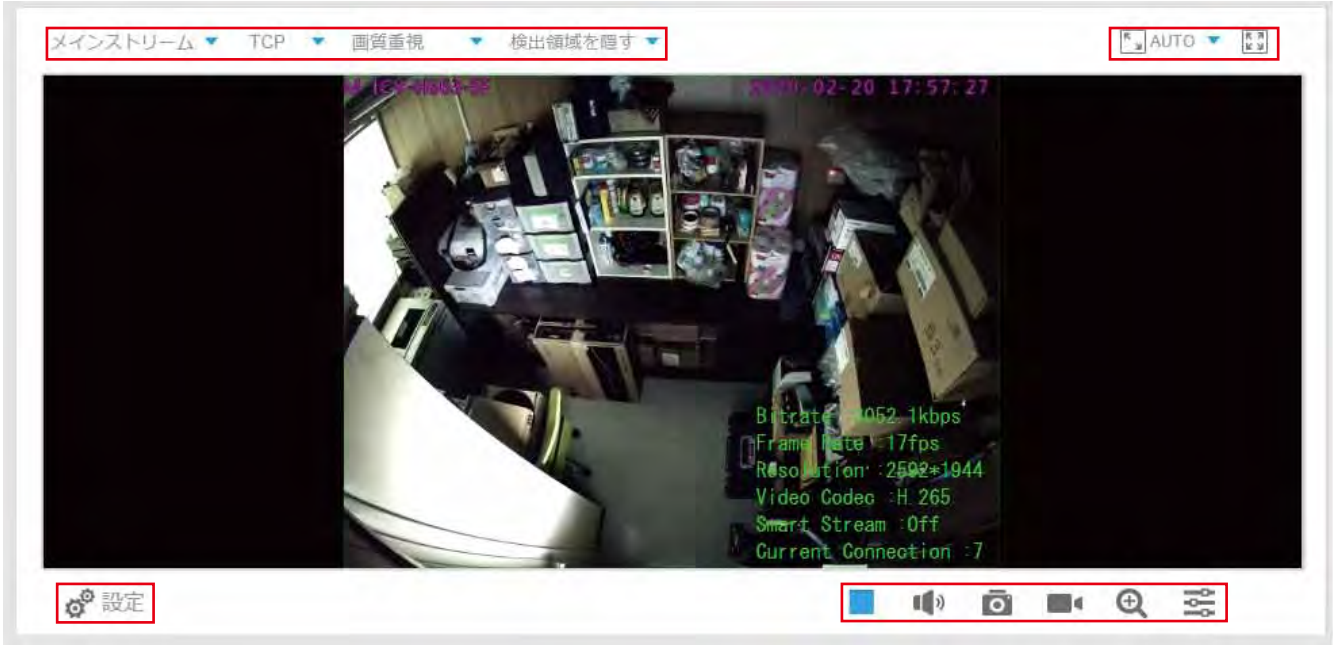 メインストリーム TCP 画質重視 検出領域を隠す AUTO
02-20 17:57:27
Bitrate :3052.1kbps
Frame Rate :17fps
Resolution :2592*1944
Video Codec :H.265
Smart Stream :Off
Current Connection :7
設定